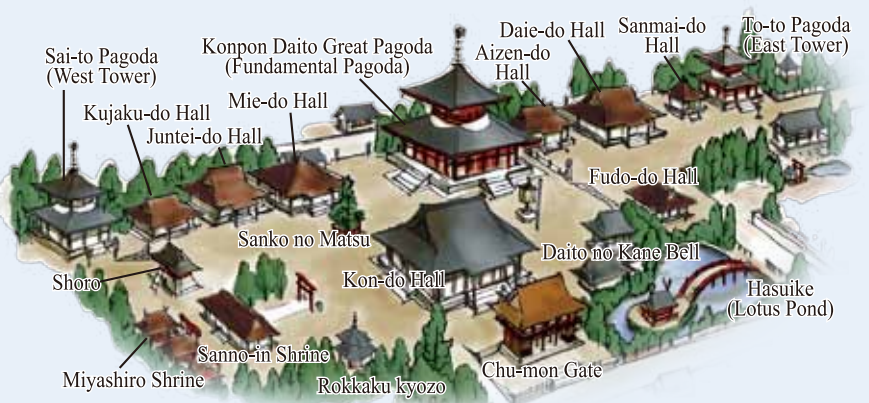 Sai-to Pagoda
(West Tower)
Kujaku-do Hall
Juntei-do Hall
Mie-do Hall
Konpon Daito Great Pagoda
(Fundamental Pagoda)
Aizen-do
Hall
Daie-do Hall
Sanmai-do
Hall
To-to Pagoda
(East Tower)
Fudo-do Hall
Sanko no Matsu
Daito no Kane Bell
Shoro
Kon-do Hall
Hasuike
(Lotus Pond)
Sanno-in Shrine
Miyashiro Shrine
Rokkaku kyozo
Chu-mon Gate